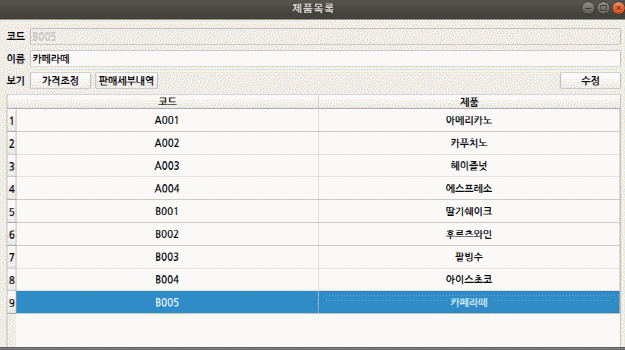 제품목록
코드 B005
이름 카페라떼
보기 가격조정 판매세부내역 수정
코드 제품
1 A001 아메리카노
2 A002 카푸치노
3 A003 헤이즐넛
4 A004 에스프레소
5 B001 딸기쉐이크
6 B002 후르츠와인
7 B003 팥빙수
8 B004 아이스초코
9 B005 카페라떼